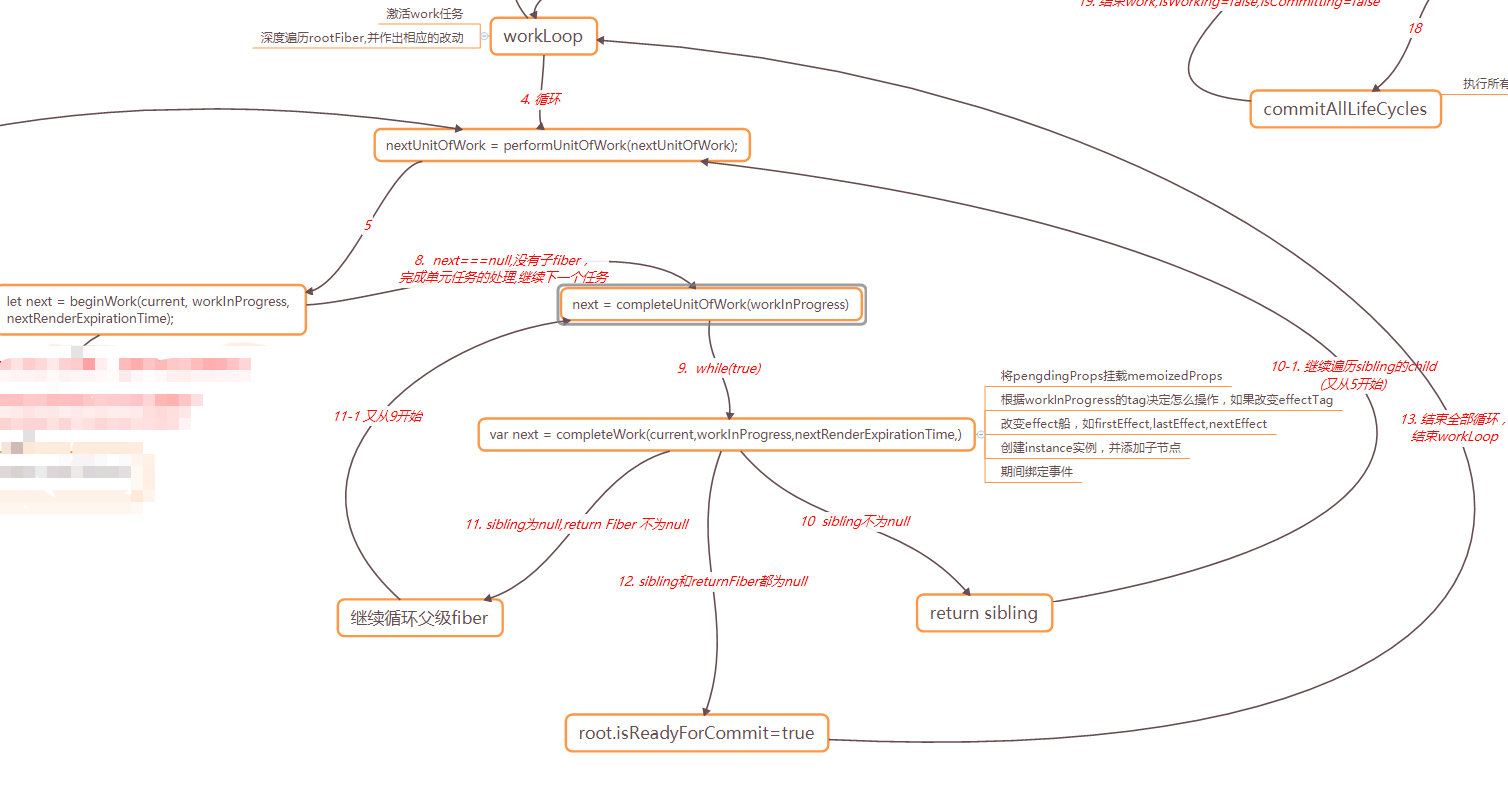 激活work任务
深度遍历rootFiber,并作出相应的改动
workLoop
19. 结束work,isWorking=false,isCommitting=false
18
执行所有
commitAllLifeCycles
4. 循环
nextUnitOfWork = performUnitOfWork(nextUnitOfWork);
5
8. next===null,没有子fiber，
完成单元任务的处理,继续下一个任务
let next = beginWork(current, workInProgress,
nextRenderExpirationTime);
next = completeUnitOfWork(workInProgress)
9. while(true)
10-1. 继续遍历sibling的child
(又从5开始)
将pengdingProps挂载memoizedProps
根据workInProgress的tag决定怎么操作，如果改变effectTag
改变effect船，如firstEffect,lastEffect,nextEffect
创建instance实例，并添加子节点
期间绑定事件
11-1 又从9开始
13. 结束全部循环，
结束workLoop
var next = completeWork(current,workInProgress,nextRenderExpirationTime,)
11. sibling为null,return Fiber 不为null
10 sibling不为null
12. sibling和returnFiber都为null
继续循环父级fiber
return sibling
root.isReadyForCommit=true